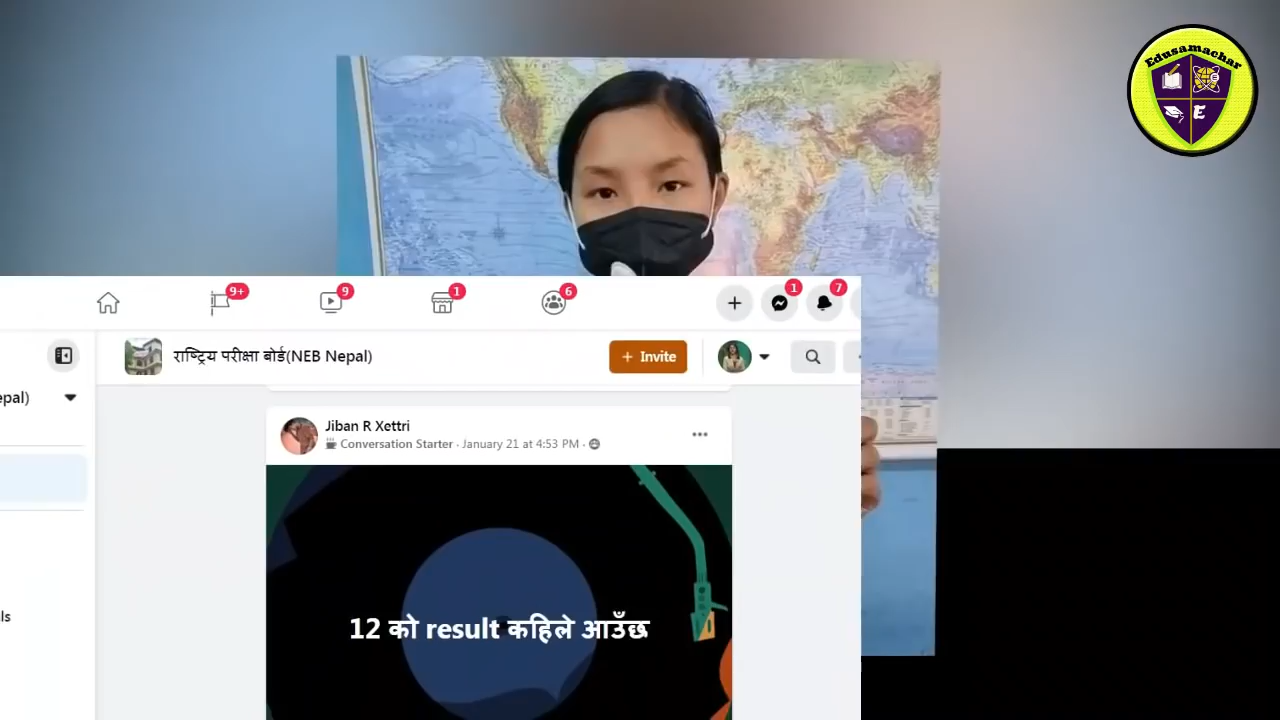 Edusamachar
E
9+
9
1
6
1
7
राष्ट्रिय परीक्षा बोर्ड(NEB Nepal)
+ Invite
epal)
Jiban R Xettri
Conversation Starter · January 21 at 4:53 PM ·
12 को result कहिले आउँछ
ls